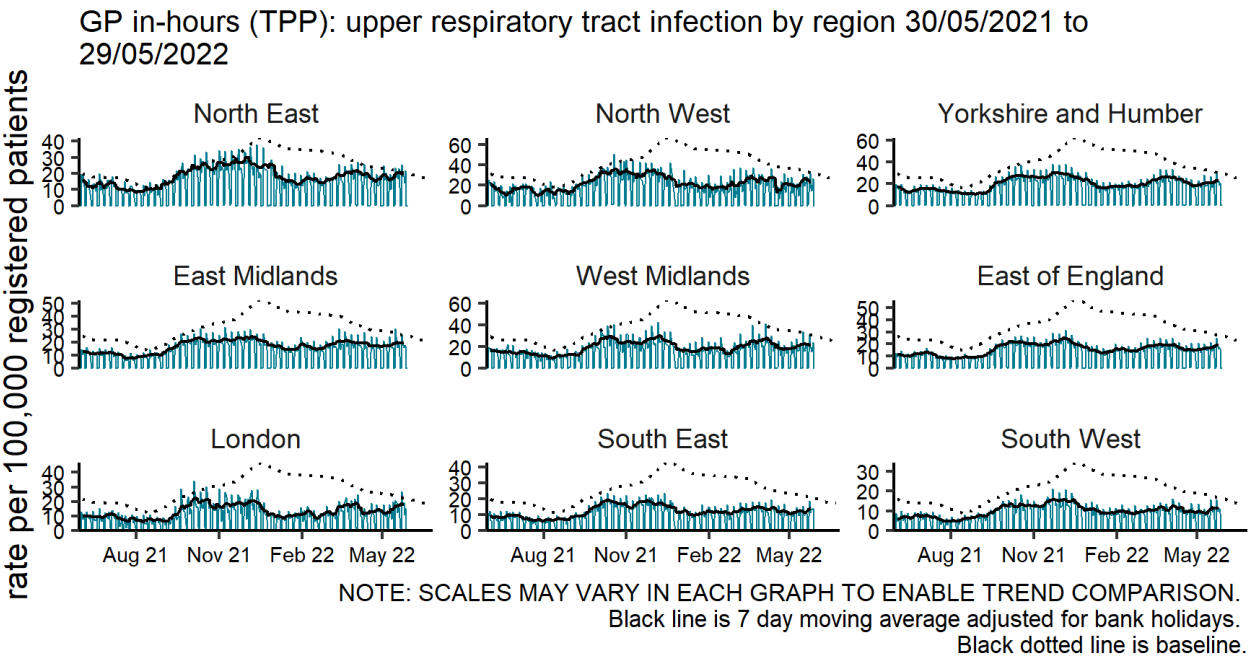 GP in-hours (TPP): upper respiratory tract infection by region 30/05/2021 to
29/05/2022
rate per 100,000 registered patients
North East
North West
Yorkshire and Humber
40
30
20
10
0
60
40
20
0
60
40
20
0
East Midlands
West Midlands
East of England
50
40
30
20
10
0
60
40
20
0
50
40
30
20
10
0
London
South East
South West
40
30
20
10
0
40
30
20
10
0
30
20
10
0
Aug 21 Nov 21 Feb 22 May 22
Aug 21 Nov 21 Feb 22 May 22
Aug 21 Nov 21 Feb 22 May 22
NOTE: SCALES MAY VARY IN EACH GRAPH TO ENABLE TREND COMPARISON.
Black line is 7 day moving average adjusted for bank holidays.
Black dotted line is baseline.